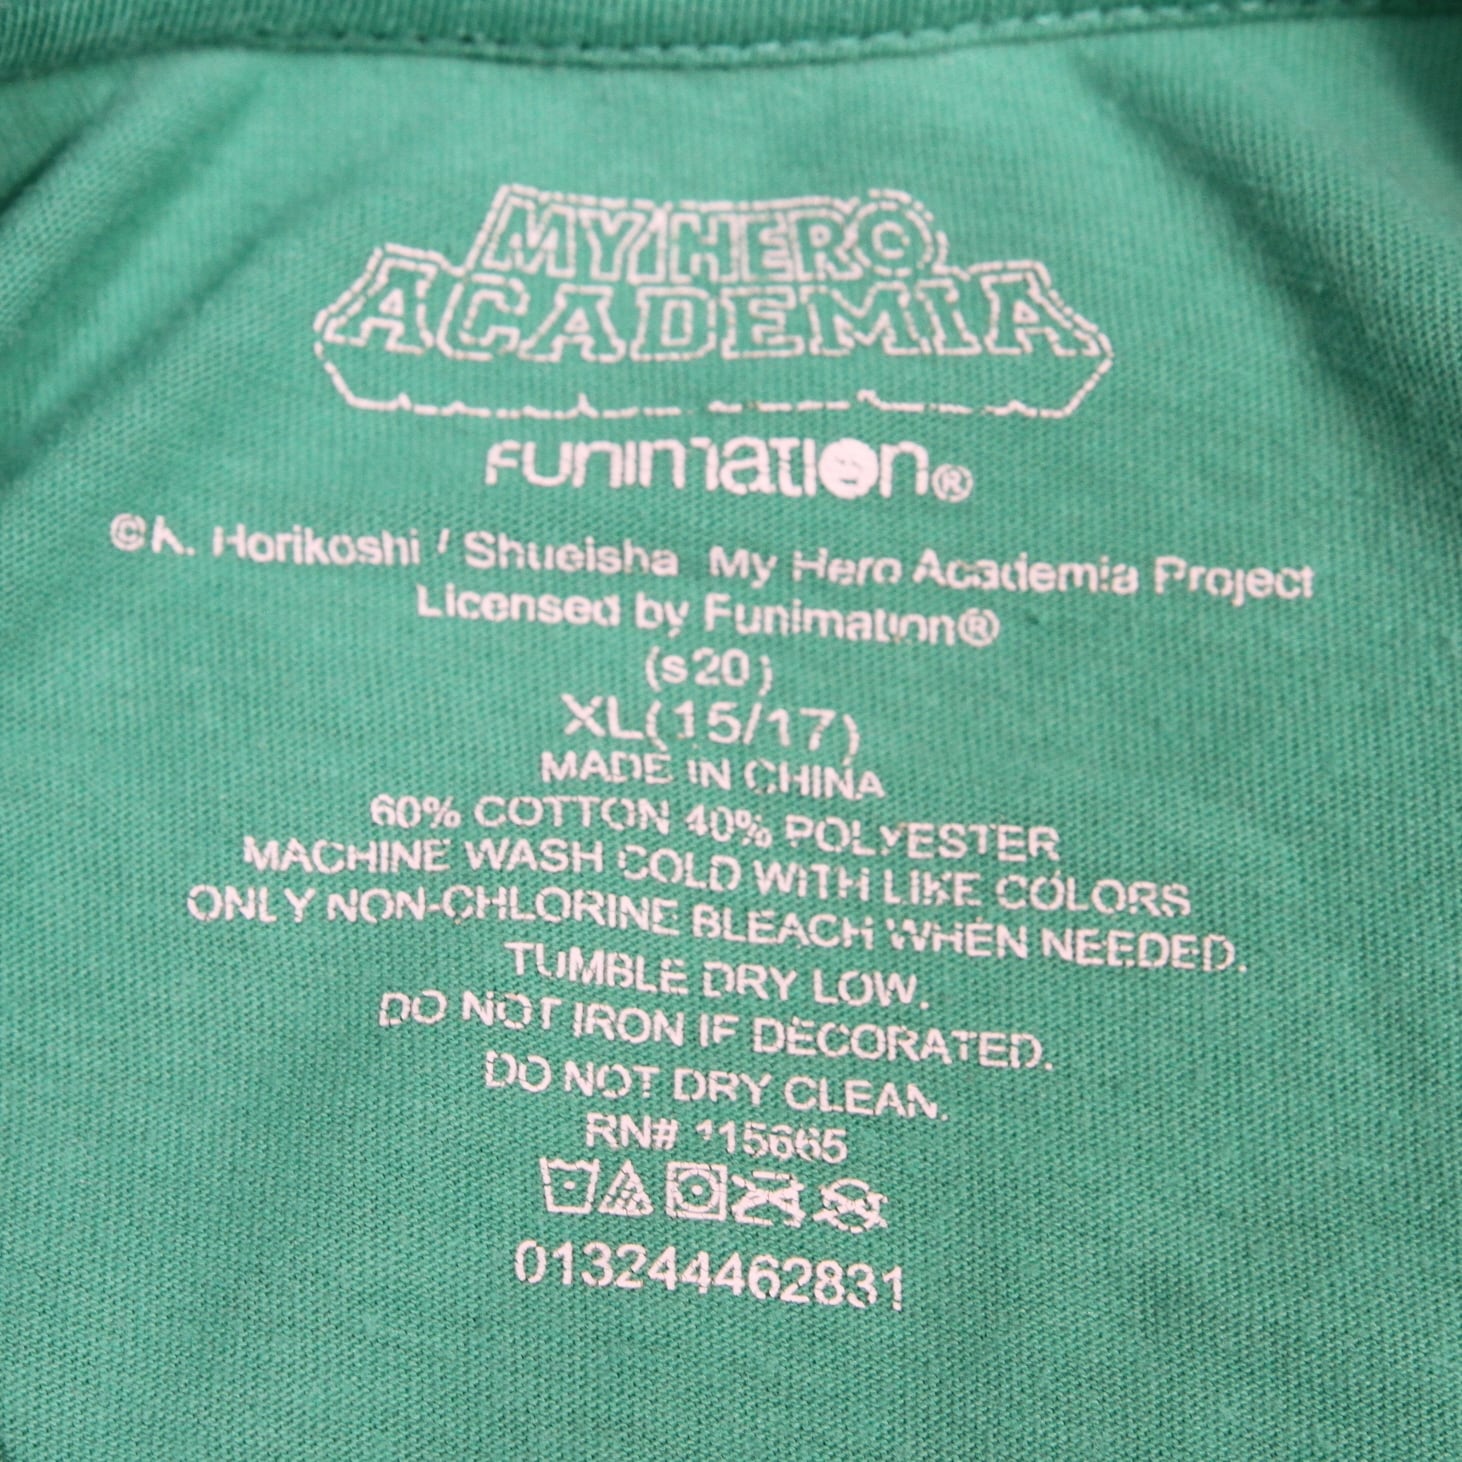 MY HERO
ACADEMIA
FUNIMATION®
©K. Horikoshi / Shueisha My Hero Academia Project
Licensed by Funimation®
(s20)
XL(15/17)
MADE IN CHINA
60% COTTON 40% POLYESTER
MACHINE WASH COLD WITH LIKE COLORS
ONLY NON-CHLORINE BLEACH WHEN NEEDED.
TUMBLE DRY LOW.
DO NOT IRON IF DECORATED.
DO NOT DRY CLEAN.
RN# 115665
013244462831